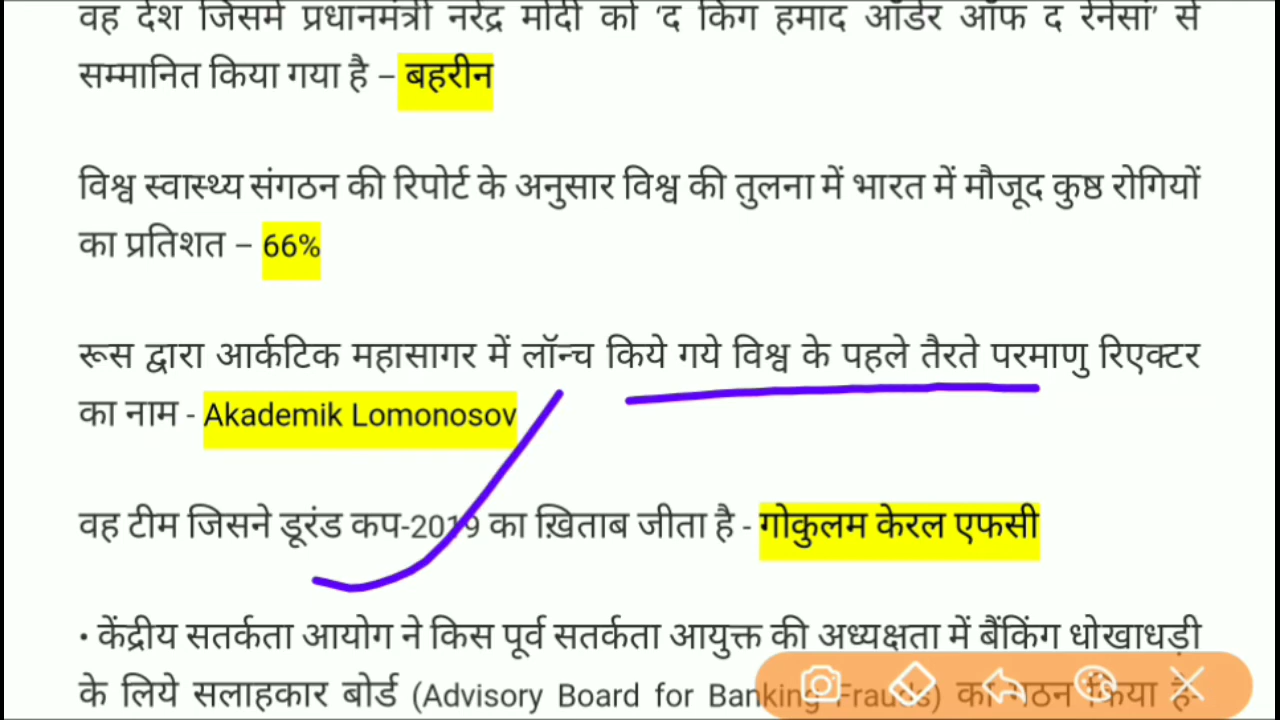 वह देश जिसमें प्रधानमंत्री नरेंद्र मोदी को 'द किंग हमाद ऑर्डर ऑफ द रेनेसां' से
सम्मानित किया गया है – बहरीन
विश्व स्वास्थ्य संगठन की रिपोर्ट के अनुसार विश्व की तुलना में भारत में मौजूद कुष्ठ रोगियों
का प्रतिशत – 66%
रूस द्वारा आर्कटिक महासागर में लॉन्च किये गये विश्व के पहले तैरते परमाणु रिएक्टर
का नाम - Akademik Lomonosov
वह टीम जिसने डूरंड कप-2019 का ख़िताब जीता है - गोकुलम केरल एफसी
• केंद्रीय सतर्कता आयोग ने किस पूर्व सतर्कता आयुक्त की अध्यक्षता में बैंकिंग धोखाधड़ी
के लिये सलाहकार बोर्ड (Advisory Board for Banking Frauds) का गठन किया है